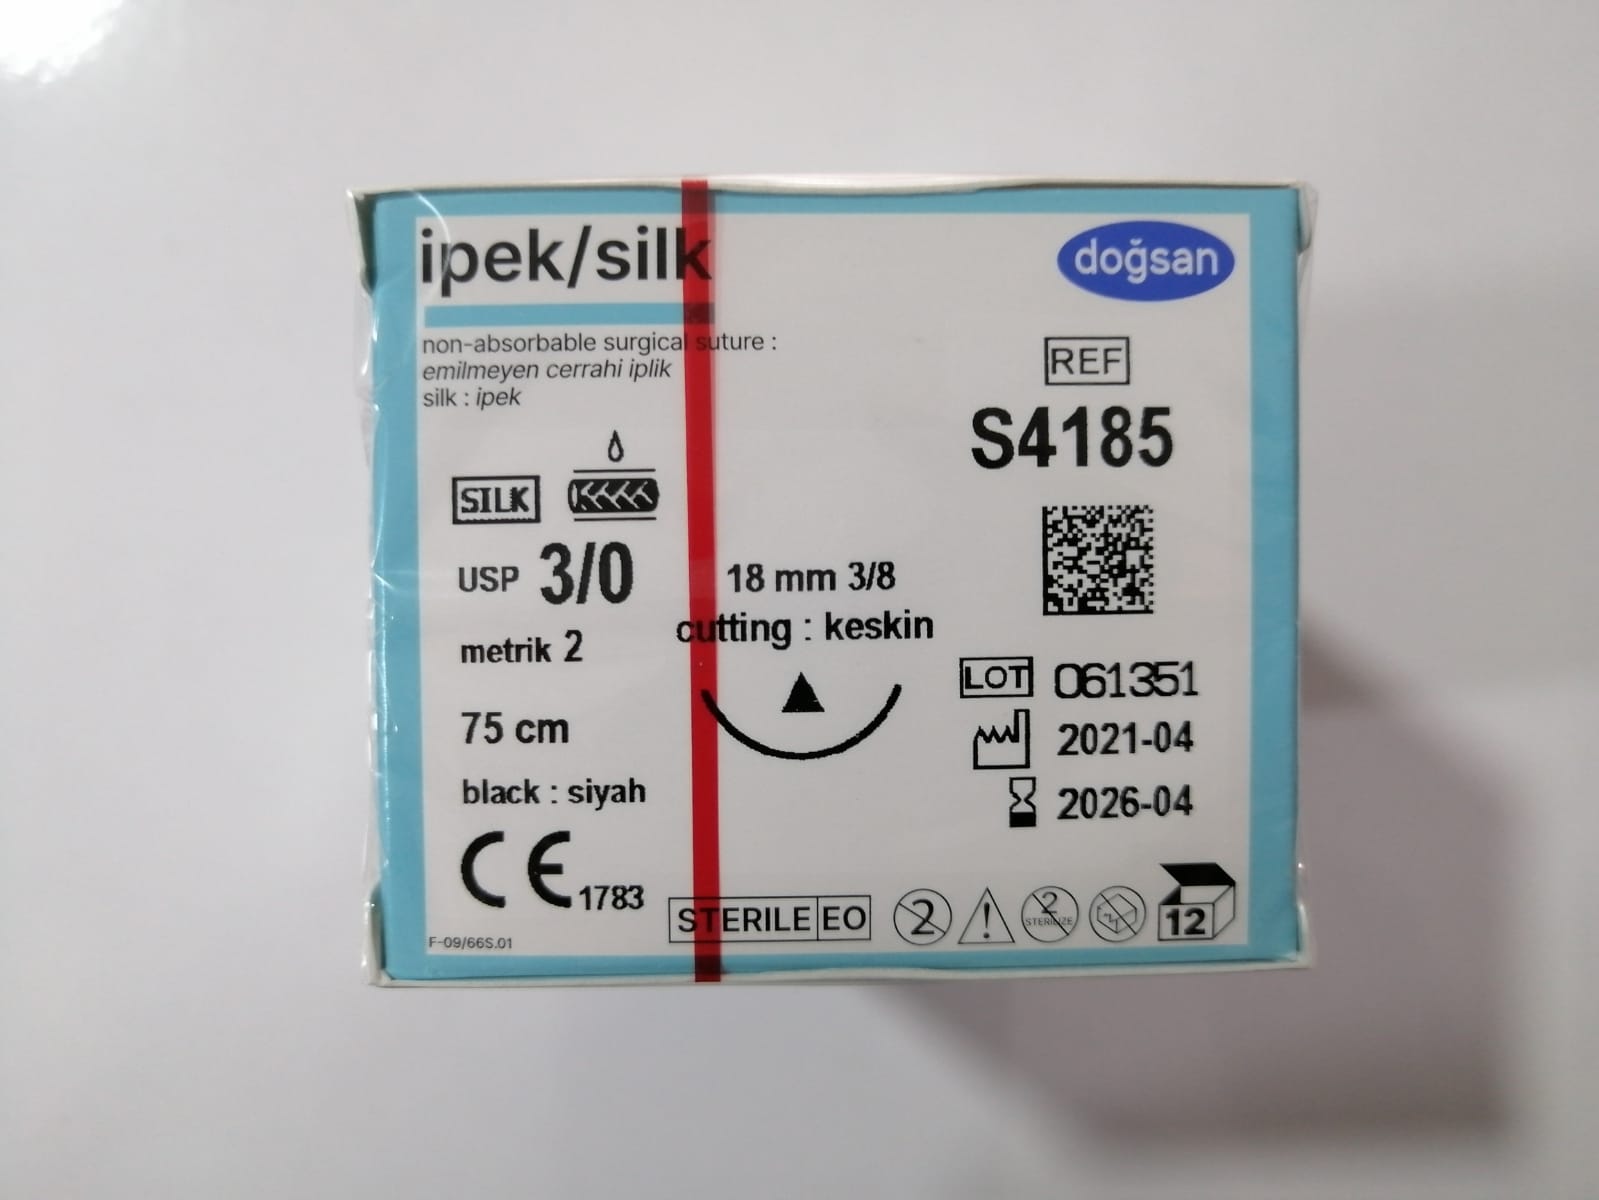 ipek/silk
doğsan
non-absorbable surgical suture :
emilmeyen cerrahi iplik
silk : ipek
REF
S4185
SILK
USP 3/0
metrik 2
75 cm
black : siyah
18 mm 3/8
cutting : keskin
LOT 061351
2021-04
2026-04
CE 1783
F-09/66S.01
STERILE EO
2
!
2
STERILIZE
12